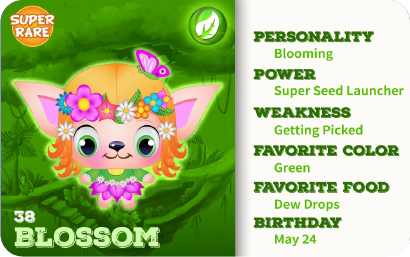 SUPER
RARE
38
BLOSSOM
PERSONALITY
Blooming
POWER
Super Seed Launcher
WEAKNESS
Getting Picked
FAVORITE COLOR
Green
FAVORITE FOOD
Dew Drops
BIRTHDAY
May 24